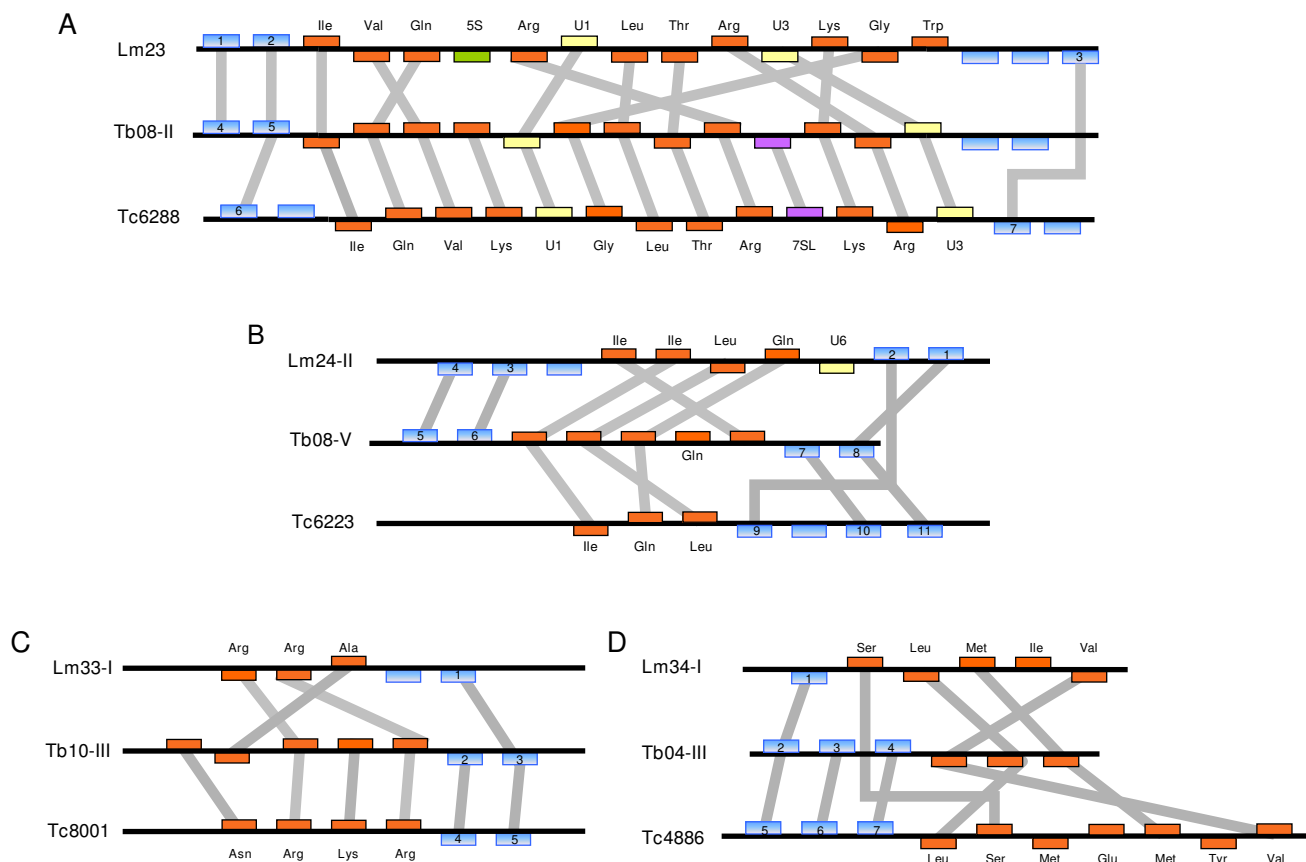 A
Ile Val Gln 5S Arg U1 Leu Thr Arg U3 Lys Gly Trp
Lm23 1 2 3
Tb08-II 4 5
Tc6288 6 7
Ile Gln Val Lys U1 Gly Leu Thr Arg 7SL Lys Arg U3
B
Ile Ile Leu Gln U6
Lm24-II 4 3 2 1
Tb08-V 5 6 7 8
Gln
Tc6223 9 10 11
Ile Gln Leu
C
Arg Arg Ala
Lm33-I 1
Tb10-III 2 3
Tc8001 4 5
Asn Arg Lys Arg
D
Ser Leu Met Ile Val
Lm34-I 1
Tb04-III 2 3 4
Tc4886 5 6 7
Leu Ser Met Glu Met Tyr Val